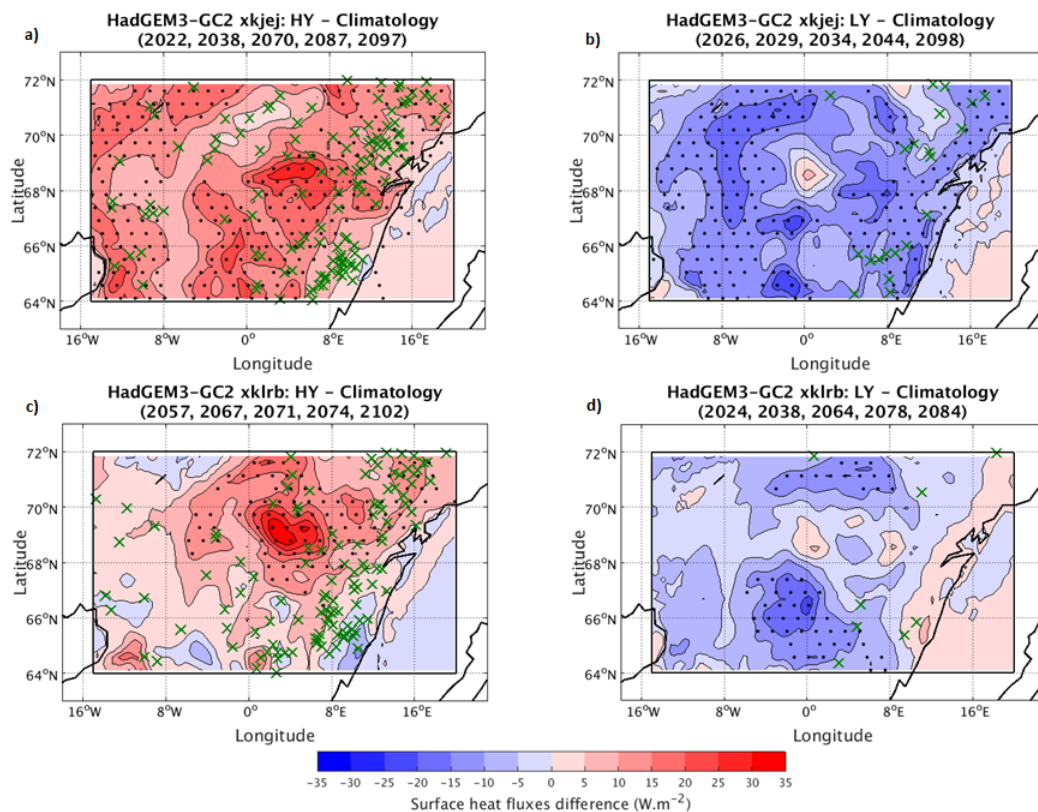 a)
HadGEM3-GC2 xkjej: HY - Climatology
(2022, 2038, 2070, 2087, 2097)
72°N
70°N
68°N
66°N
64°N
Latitude
16°W 8°W 0° 8°E 16°E
Longitude
b)
HadGEM3-GC2 xkjej: LY - Climatology
(2026, 2029, 2034, 2044, 2098)
72°N
70°N
68°N
66°N
64°N
Latitude
16°W 8°W 0° 8°E 16°E
Longitude
c)
HadGEM3-GC2 xklrb: HY - Climatology
(2057, 2067, 2071, 2074, 2102)
72°N
70°N
68°N
66°N
64°N
Latitude
16°W 8°W 0° 8°E 16°E
Longitude
d)
HadGEM3-GC2 xklrb: LY - Climatology
(2024, 2038, 2064, 2078, 2084)
72°N
70°N
68°N
66°N
64°N
Latitude
16°W 8°W 0° 8°E 16°E
Longitude
-35 -30 -25 -20 -15 -10 -5 0 5 10 15 20 25 30 35
Surface heat fluxes difference (W.m⁻²)